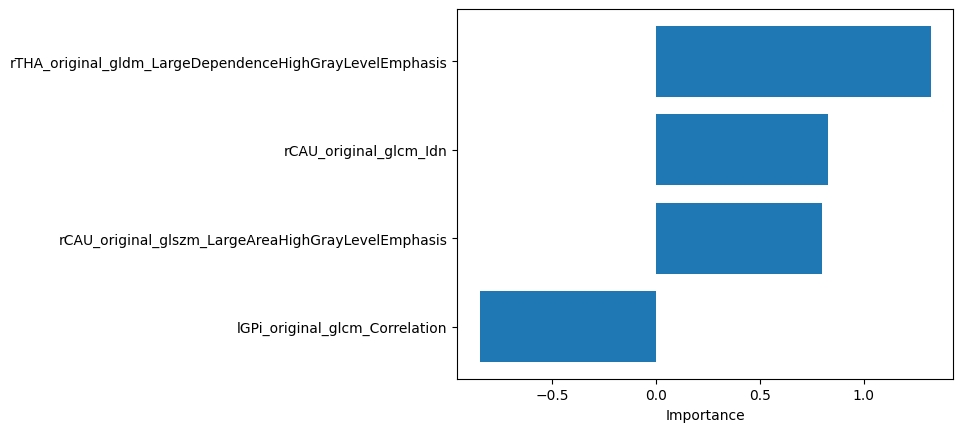 rTHA_original_gldm_LargeDependenceHighGrayLevelEmphasis
rCAU_original_glcm_Idn
rCAU_original_glszm_LargeAreaHighGrayLevelEmphasis
lGPi_original_glcm_Correlation
−0.5 0.0 0.5 1.0
Importance